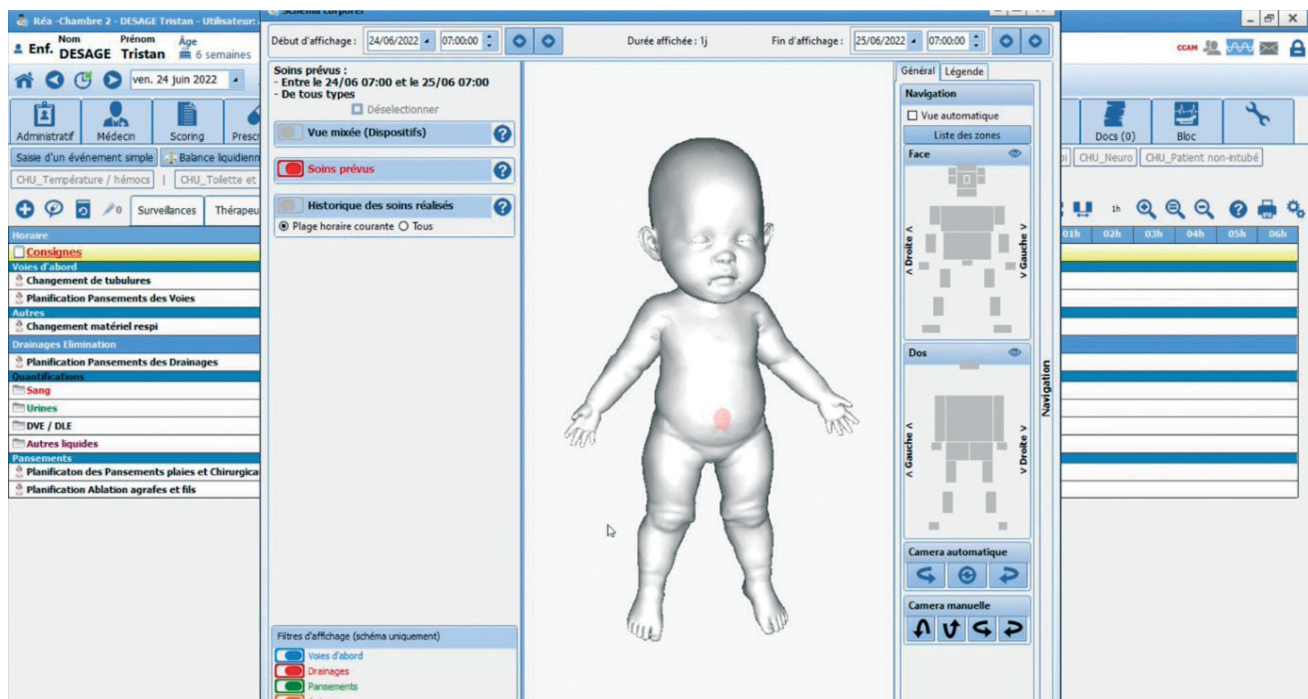 Réa -Chambre 2 - DESAGE Tristan - Utilisateur:
Schéma corporel
Nom Prénom Âge
Enf. DESAGE Tristan 6 semaines
CCAM
ven. 24 juin 2022
Administratif Médecin Scoring Prescr
Docs (0) Bloc
Saisie d'un événement simple Balance liquidienn
CHU_Neuro CHU_Patient non-intubé
CHU_Température / hémocs | CHU_Toilette et
Surveillances Thérapeu
1h
Horaire
01h 02h 03h 04h 05h 06h
Consignes
Voies d'abord
Changement de tubulures
Planification Pansements des Voies
Autres
Changement matériel respi
Drainages Elimination
Planification Pansements des Drainages
Quantifications
Sang
Urines
DVE / DLE
Autres liquides
Pansements
Planificaton des Pansements plaies et Chirurgica
Planification Ablation agrafes et fils
Début d'affichage : 24/06/2022 07:00:00
Durée affichée : 1j
Fin d'affichage : 25/06/2022 07:00:00
Soins prévus :
- Entre le 24/06 07:00 et le 25/06 07:00
- De tous types
Déselectionner
Vue mixée (Dispositifs)
Soins prévus
Historique des soins réalisés
Plage horaire courante Tous
Filtres d'affichage (schéma uniquement)
Voies d'abord
Drainages
Pansements
Général Légende
Navigation
Vue automatique
Liste des zones
Face
< Droite <
> Gauche >
Dos
< Gauche <
> Droite >
Navigation
Camera automatique
Camera manuelle